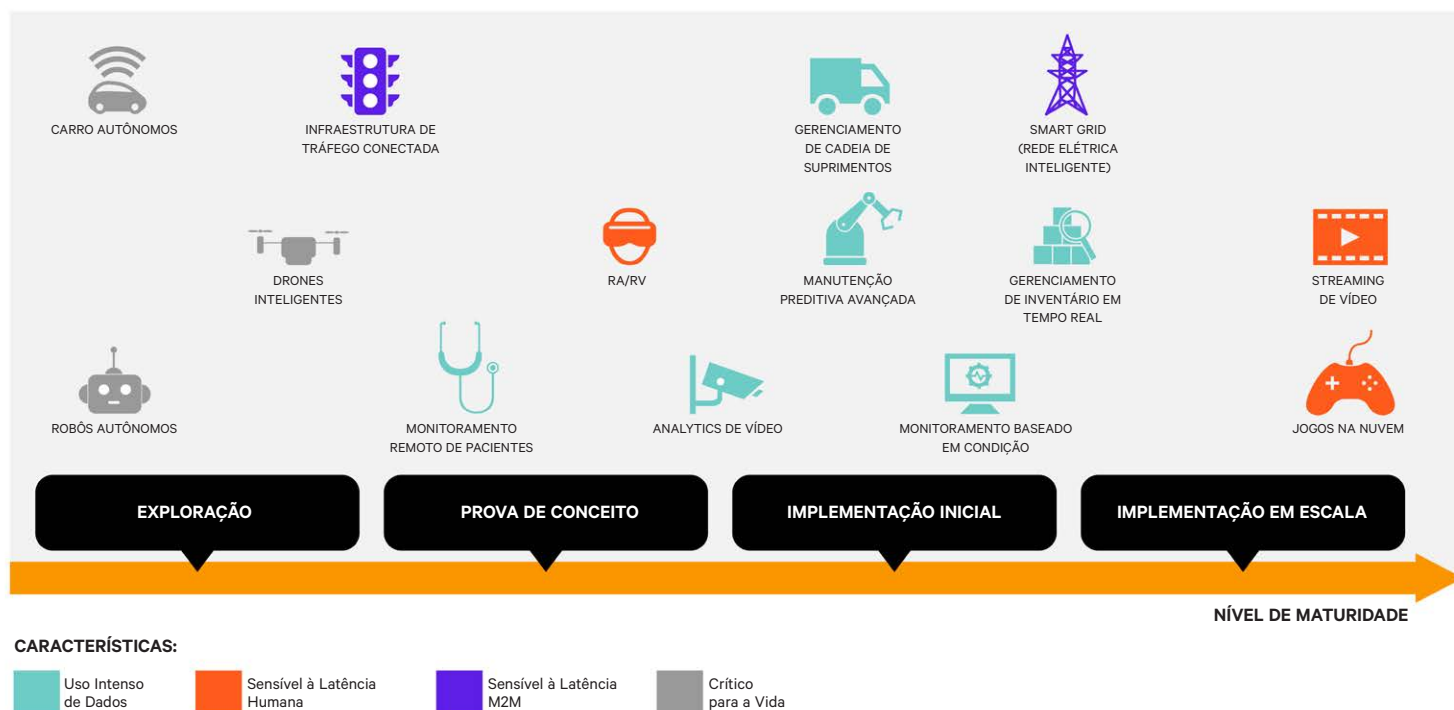 CARRO AUTÔNOMOS
INFRAESTRUTURA DE
TRÁFEGO CONECTADA
GERENCIAMENTO
DE CADEIA DE
SUPRIMENTOS
SMART GRID
(REDE ELÉTRICA
INTELIGENTE)
DRONES
INTELIGENTES
RA/RV
MANUTENÇÃO
PREDITIVA AVANÇADA
GERENCIAMENTO
DE INVENTÁRIO EM
TEMPO REAL
STREAMING
DE VÍDEO
ROBÔS AUTÔNOMOS
MONITORAMENTO
REMOTO DE PACIENTES
ANALYTICS DE VÍDEO
MONITORAMENTO BASEADO
EM CONDIÇÃO
JOGOS NA NUVEM
EXPLORAÇÃO
PROVA DE CONCEITO
IMPLEMENTAÇÃO INICIAL
IMPLEMENTAÇÃO EM ESCALA
NÍVEL DE MATURIDADE
CARACTERÍSTICAS:
Uso Intenso
de Dados
Sensível à Latência
Humana
Sensível à Latência
M2M
Crítico
para a Vida